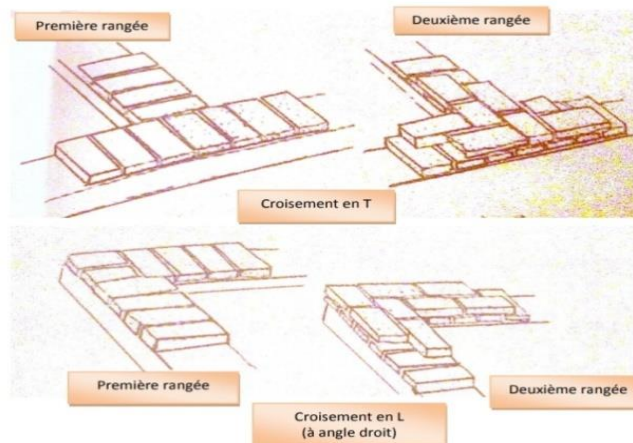 Première rangée
Deuxième rangée
Croisement en T
Première rangée
Deuxième rangée
Croisement en L
(à angle droit)